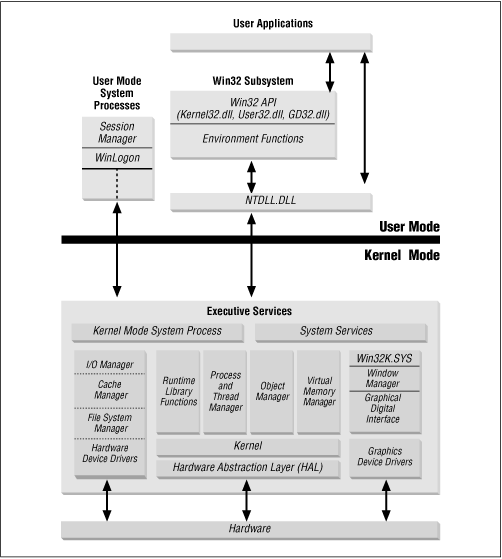 User Applications
User Mode
System
Processes
Win32 Subsystem
Session
Manager
WinLogon
Win32 API
(Kernel32.dll, User32.dll, GD32.dll)
Environment Functions
NTDLL.DLL
User Mode
Kernel Mode
Executive Services
Kernel Mode System Process
System Services
I/O Manager
Cache
Manager
File System
Manager
Hardware
Device Drivers
Runtime
Library
Functions
Process
and
Thread
Manager
Object
Manager
Virtual
Memory
Manager
Win32K.SYS
Window
Manager
Graphical
Digital
Interface
Kernel
Hardware Abstraction Layer (HAL)
Graphics
Device Drivers
Hardware